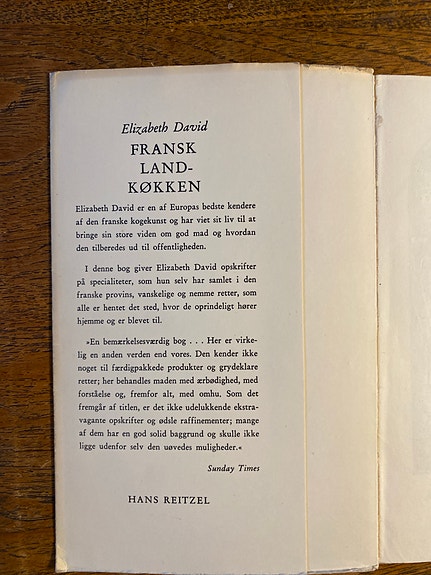 Elizabeth David
FRANSK
LAND-
KØKKEN
Elizabeth David er en af Europas bedste kendere
af den franske kogekunst og har viet sit liv til at
bringe sin store viden om god mad og hvordan
den tilberedes ud til offentligheden.
I denne bog giver Elizabeth David opskrifter
på specialiteter, som hun selv har samlet i den
franske provins, vanskelige og nemme retter, som
alle er hentet det sted, hvor de oprindeligt hører
hjemme og er blevet til.
»En bemærkelsesværdig bog . . . Her er virke-
lig en anden verden end vores. Den kender ikke
noget til færdigpakkede produkter og grydeklare
retter; her behandles maden med ærbødighed, med
forståelse og, fremfor alt, med omhu. Som det
fremgår af titlen, er det ikke udelukkende ekstra-
vagante opskrifter og ødsle raffinementer; mange
af dem har en god solid baggrund og skulle ikke
ligge udenfor selv den uøvedes muligheder.«
Sunday Times
HANS REITZEL